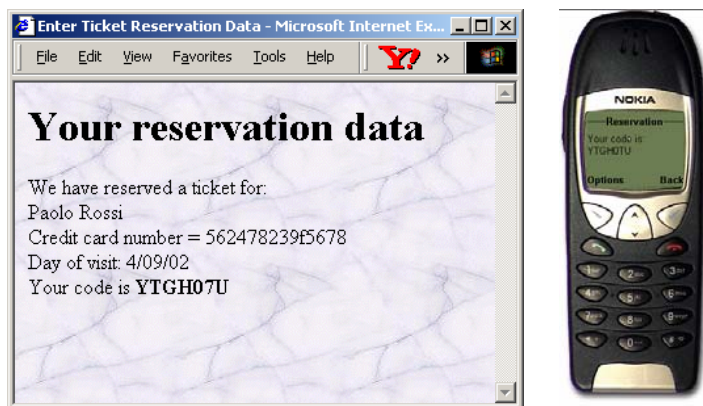 Enter Ticket Reservation Data - Microsoft Internet Ex...
File Edit View Favorites Tools Help Y! »
Your reservation data
We have reserved a ticket for:
Paolo Rossi
Credit card number = 562478239f5678
Day of visit: 4/09/02
Your code is YTGH07U
NOKIA
Reservation
Your code is:
YTGH07U
Options Back